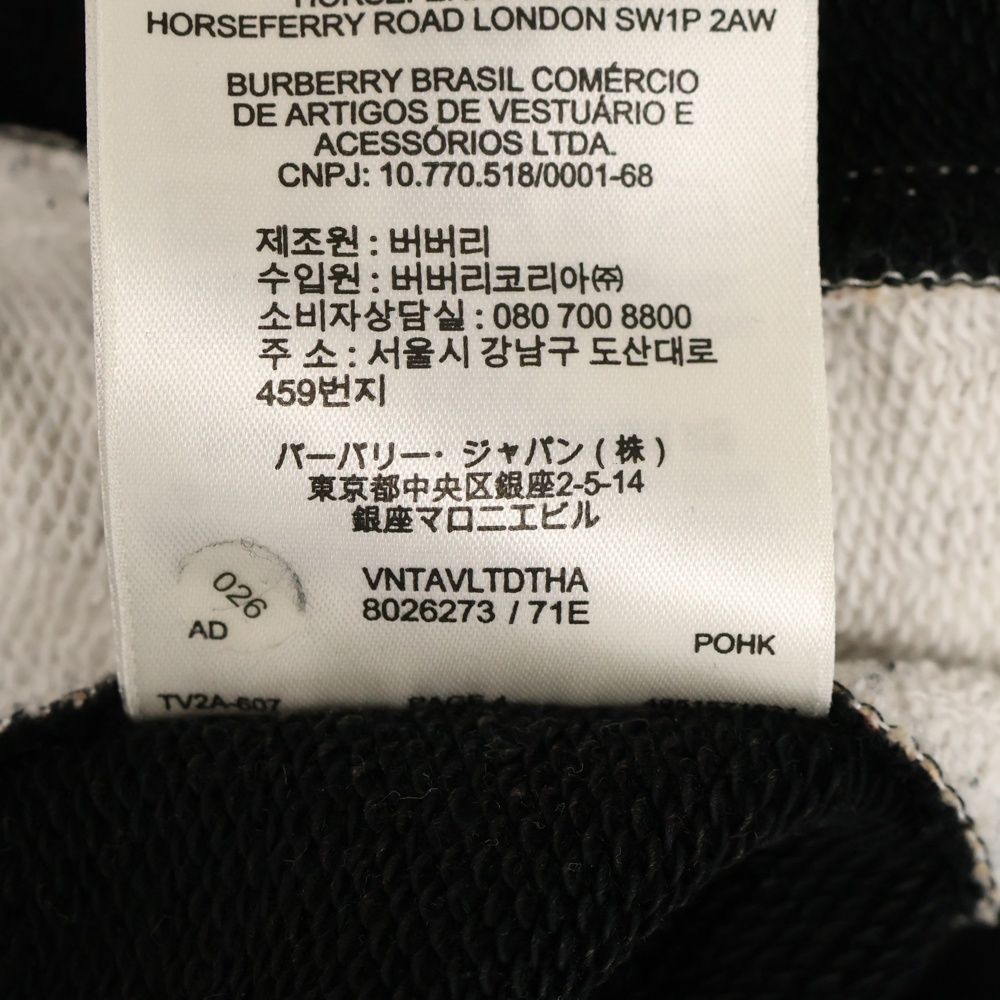 HORSEFERRY ROAD LONDON SW1P 2AW
BURBERRY BRASIL COMÉRCIO
DE ARTIGOS DE VESTUÁRIO E
ACESSÓRIOS LTDA.
CNPJ: 10.770.518/0001-68
제조원 : 버버리
수입원 : 버버리코리아㈜
소비자상담실 : 080 700 8800
주 소 : 서울시 강남구 도산대로
459번지
バーバリー・ ジャパン ( 株 )
東京都中央区銀座2-5-14
銀座マロニエビル
026
AD
VNTAVLTDTHA
8026273 / 71E
POHK
TV2A-607 PAGE 4